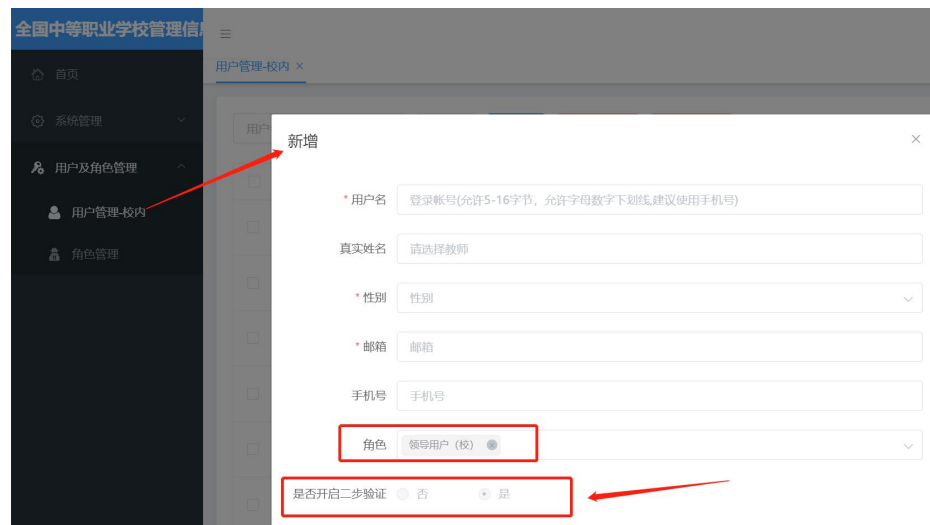 全国中等职业学校管理信息
首页
用户管理-校内 ×
系统管理
用户
新增
用户及角色管理
* 用户名 登录帐号(允许5-16字节，允许字母数字下划线,建议使用手机号)
用户管理-校内
真实姓名 请选择教师
角色管理
* 性别 性别
* 邮箱 邮箱
手机号 手机号
角色 领导用户（校）
是否开启二步验证 否 是